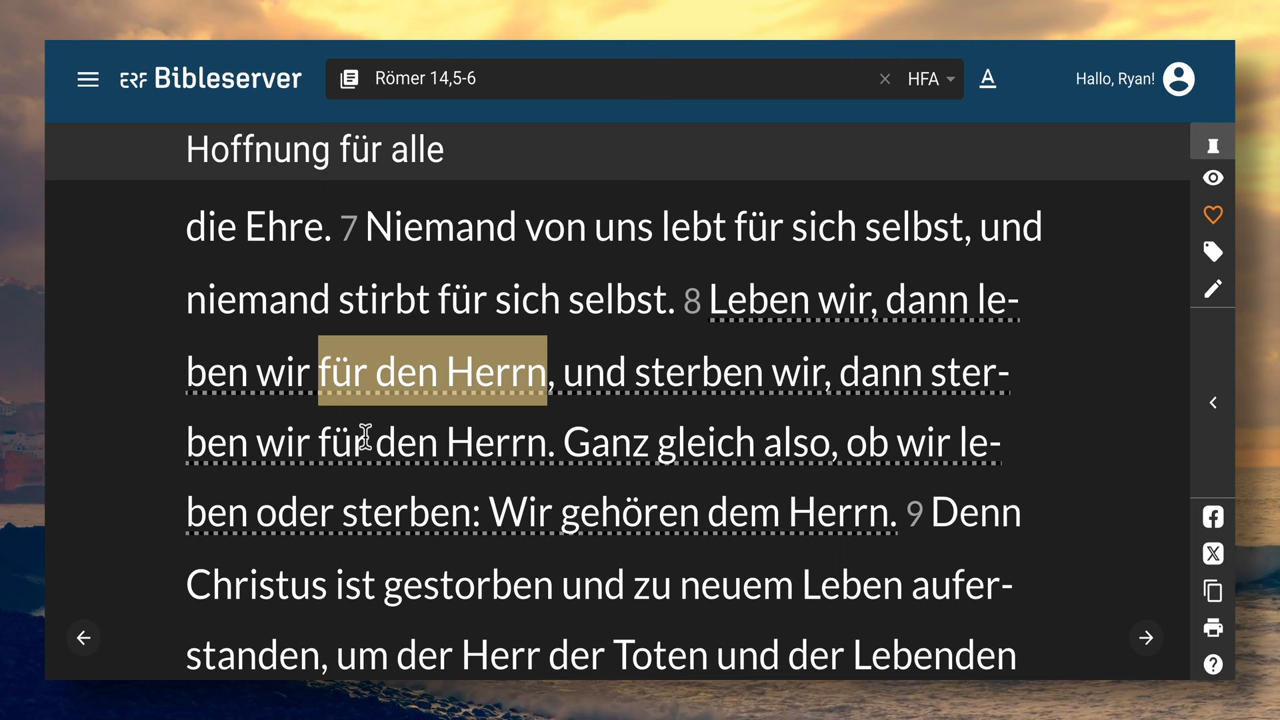 ERF Bibleserver
Römer 14,5-6
HFA
A
Hallo, Ryan!
Hoffnung für alle
die Ehre. 7 Niemand von uns lebt für sich selbst, und
niemand stirbt für sich selbst. 8 Leben wir, dann le-
ben wir für den Herrn, und sterben wir, dann ster-
ben wir für den Herrn. Ganz gleich also, ob wir le-
ben oder sterben: Wir gehören dem Herrn. 9 Denn
Christus ist gestorben und zu neuem Leben aufer-
standen, um der Herr der Toten und der Lebenden